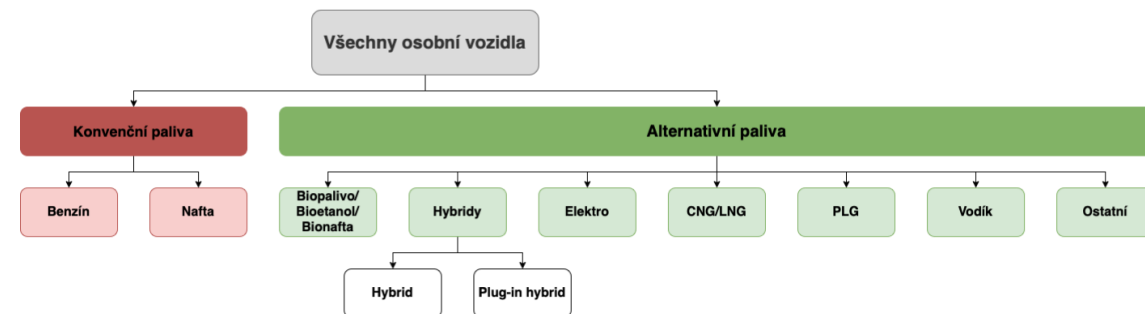 Všechny osobní vozidla
Konvenční paliva
Alternativní paliva
Benzín
Nafta
Biopalivo/
Bioetanol/
Bionafta
Hybridy
Elektro
CNG/LNG
PLG
Vodík
Ostatní
Hybrid
Plug-in hybrid